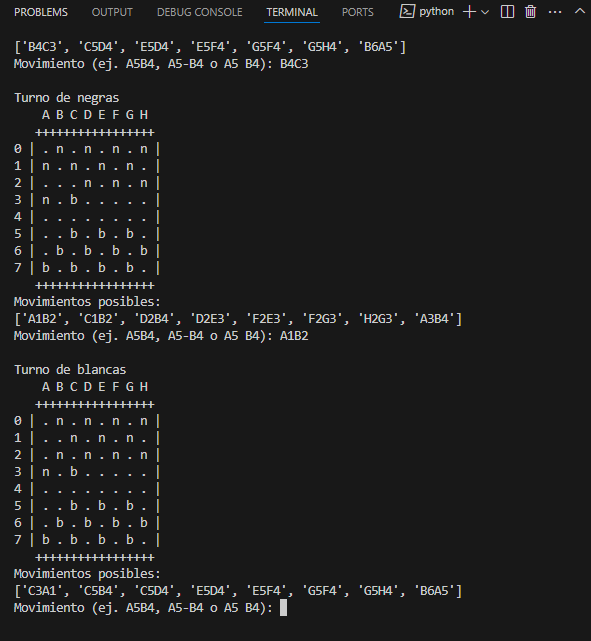 PROBLEMS OUTPUT DEBUG CONSOLE TERMINAL PORTS python
['B4C3', 'C5D4', 'E5D4', 'E5F4', 'G5F4', 'G5H4', 'B6A5']
Movimiento (ej. A5B4, A5-B4 o A5 B4): B4C3
Turno de negras
A B C D E F G H
+++++++++++++++++
0 | . n . n . n . n |
1 | n . n . n . n . |
2 | . . . n . n . n |
3 | n . b . . . . . |
4 | . . . . . . . . |
5 | . . b . b . b . |
6 | . b . b . b . b |
7 | b . b . b . b . |
+++++++++++++++++
Movimientos posibles:
['A1B2', 'C1B2', 'D2B4', 'D2E3', 'F2E3', 'F2G3', 'H2G3', 'A3B4']
Movimiento (ej. A5B4, A5-B4 o A5 B4): A1B2
Turno de blancas
A B C D E F G H
+++++++++++++++++
0 | . n . n . n . n |
1 | . . n . n . n . |
2 | . n . n . n . n |
3 | n . b . . . . . |
4 | . . . . . . . . |
5 | . . b . b . b . |
6 | . b . b . b . b |
7 | b . b . b . b . |
+++++++++++++++++
Movimientos posibles:
['C3A1', 'C5B4', 'C5D4', 'E5D4', 'E5F4', 'G5F4', 'G5H4', 'B6A5']
Movimiento (ej. A5B4, A5-B4 o A5 B4):